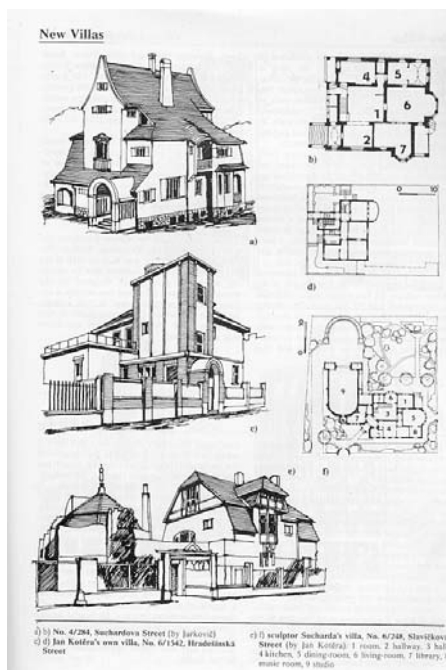 New Villas
4
5
6
1
2
7
b)
a)
0 10
d)
c)
9
3
e) f)
a) b) No. 4/284, Suchardova Street (by Jarkovič)
c) d) Jan Kotěra's own villa, No. 6/1542, Hradešínská
Street
e) f) sculptor Sucharda's villa, No. 6/248, Slavíčkova
Street (by Jan Kotěra): 1 room, 2 hallway, 3
4 kitchen, 5 dining-room, 6 living-room, 7 library,
music room, 9 studio